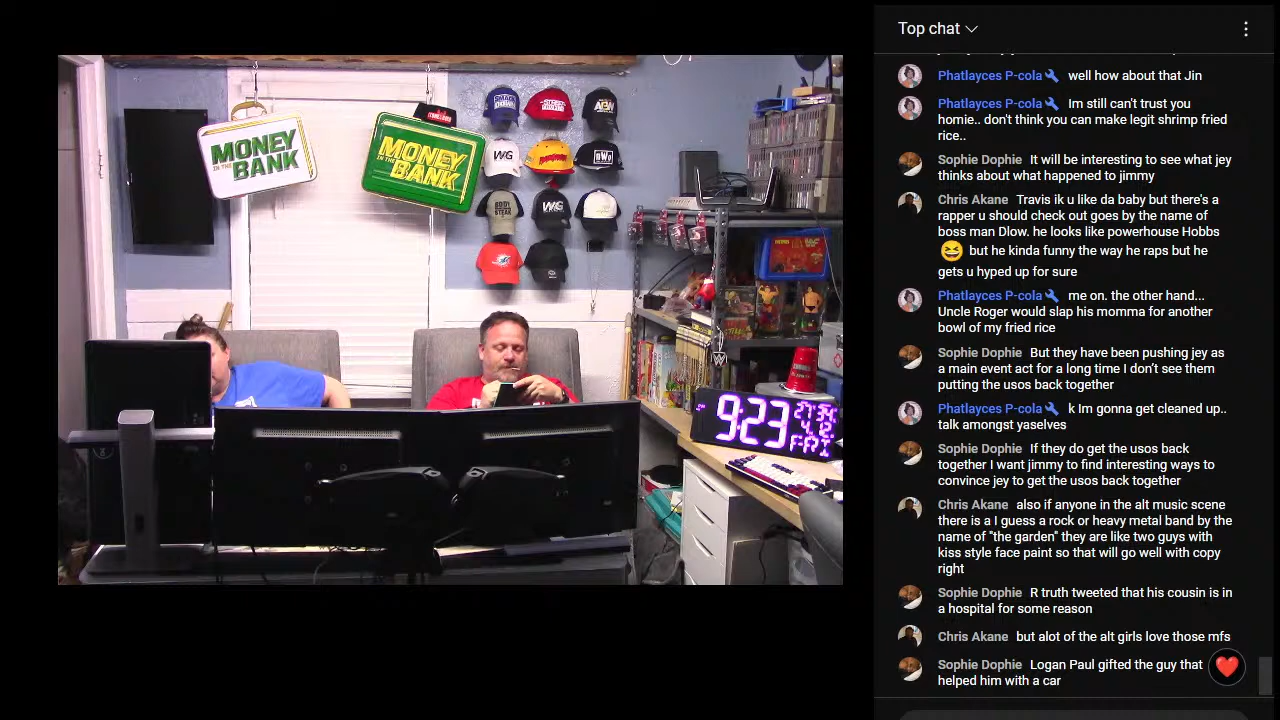 Top chat
Phatlayces P-cola well how about that Jin
Phatlayces P-cola Im still can't trust you
homie.. don't think you can make legit shrimp fried
rice..
Sophie Dophie It will be interesting to see what jey
thinks about what happened to jimmy
Chris Akane Travis ik u like da baby but there's a
rapper u should check out goes by the name of
boss man Dlow. he looks like powerhouse Hobbs
😆 but he kinda funny the way he raps but he
gets u hyped up for sure
Phatlayces P-cola me on. the other hand...
Uncle Roger would slap his momma for another
bowl of my fried rice
Sophie Dophie But they have been pushing jey as
a main event act for a long time I don't see them
putting the usos back together
Phatlayces P-cola k Im gonna get cleaned up..
talk amongst yaselves
Sophie Dophie If they do get the usos back
together I want jimmy to find interesting ways to
convince jey to get the usos back together
Chris Akane also if anyone in the alt music scene
there is a I guess a rock or heavy metal band by the
name of "the garden" they are like two guys with
kiss style face paint so that will go well with copy
right
Sophie Dophie R truth tweeted that his cousin is in
a hospital for some reason
Chris Akane but alot of the alt girls love those mfs
Sophie Dophie Logan Paul gifted the guy that
helped him with a car
MONEY
IN THE BANK
MONEY
IN THE BANK
AEW
WG
nWo
BODY
STEAK
WG
9:23
4.12
FRI